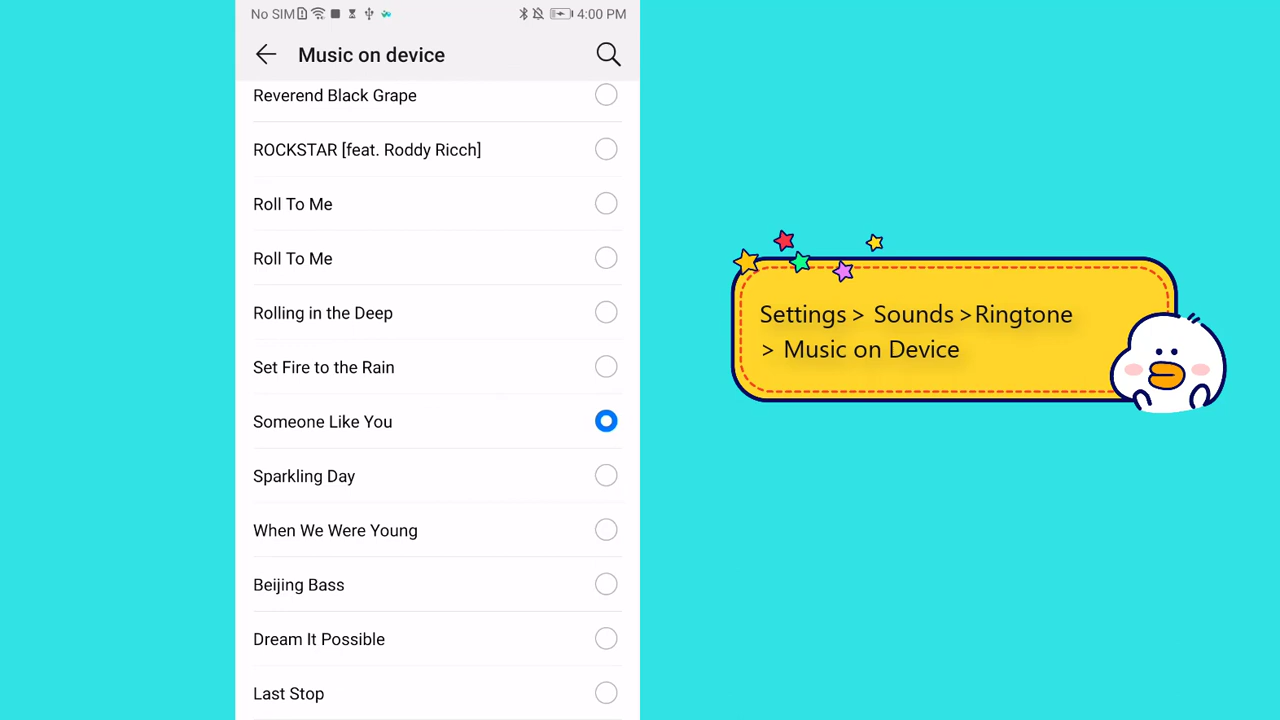 No SIM 4:00 PM
Music on device
Reverend Black Grape
ROCKSTAR [feat. Roddy Ricch]
Roll To Me
Roll To Me
Rolling in the Deep
Set Fire to the Rain
Someone Like You
Sparkling Day
When We Were Young
Beijing Bass
Dream It Possible
Last Stop
Settings > Sounds >Ringtone
> Music on Device